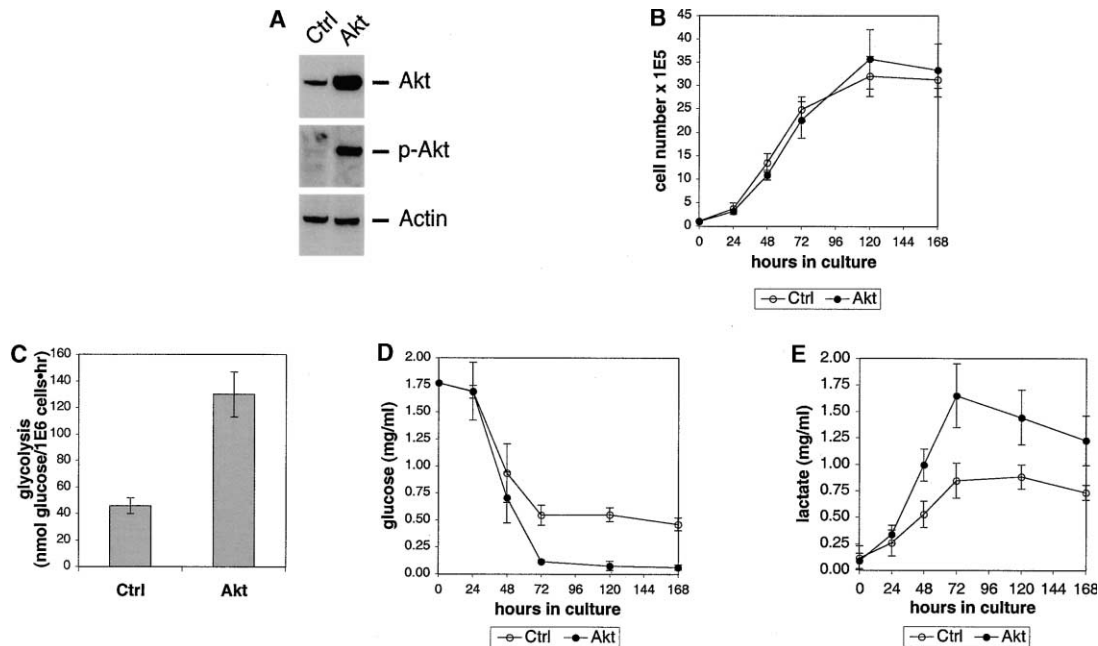 A
Ctrl Akt
Akt
p-Akt
Actin
B
45
40
35
30
25
20
15
10
5
0
cell number x 1E5
0 24 48 72 96 120 144 168
hours in culture
Ctrl Akt
C
160
140
120
100
80
60
40
20
0
glycolysis
(nmol glucose/1E6 cells•hr)
Ctrl Akt
D
2.00
1.75
1.50
1.25
1.00
0.75
0.50
0.25
0.00
glucose (mg/ml)
0 24 48 72 96 120 144 168
hours in culture
Ctrl Akt
E
2.00
1.75
1.50
1.25
1.00
0.75
0.50
0.25
0.00
lactate (mg/ml)
0 24 48 72 96 120 144 168
hours in culture
Ctrl Akt